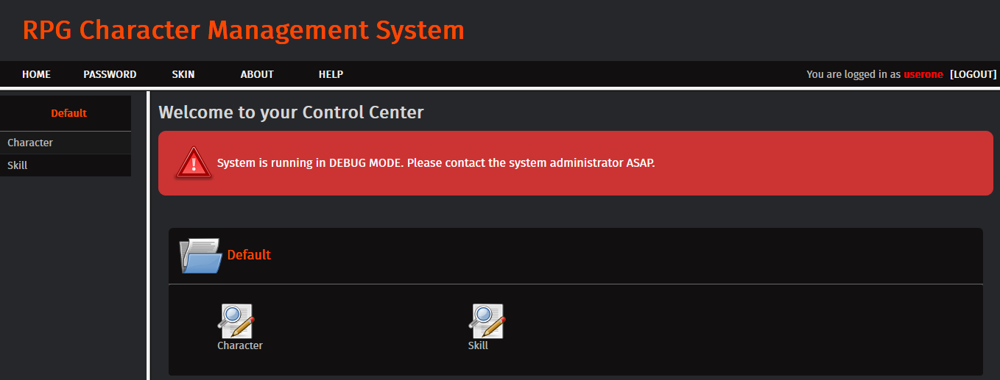 RPG Character Management System
HOME PASSWORD SKIN ABOUT HELP You are logged in as userone [LOGOUT]
Default
Character
Skill
Welcome to your Control Center
System is running in DEBUG MODE. Please contact the system administrator ASAP.
Default
Character Skill